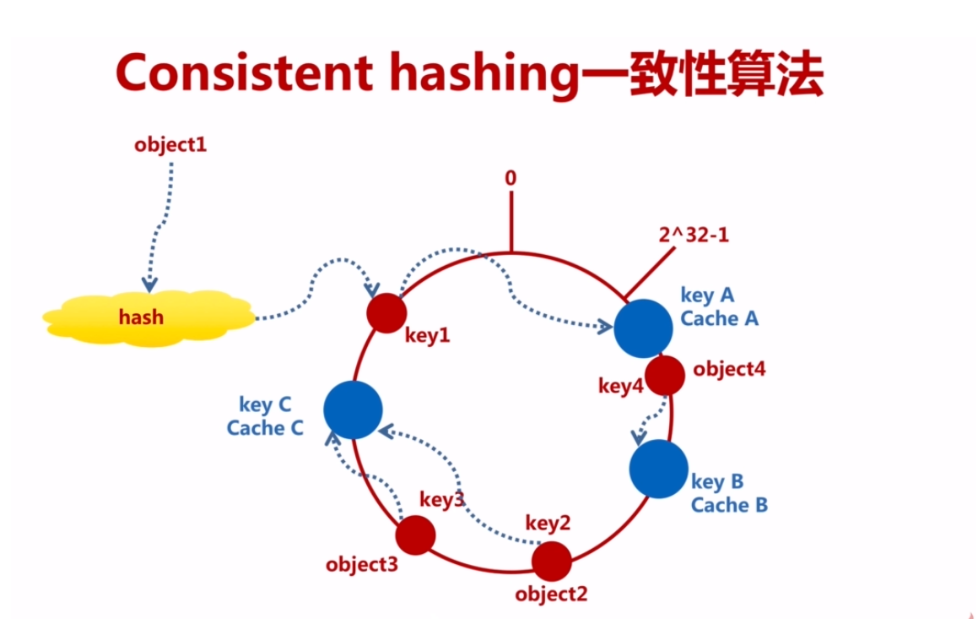 Consistent hashing一致性算法
object1
0
2^32-1
hash
key1
key A
Cache A
key4
object4
key C
Cache C
key B
Cache B
key3
key2
object3
object2